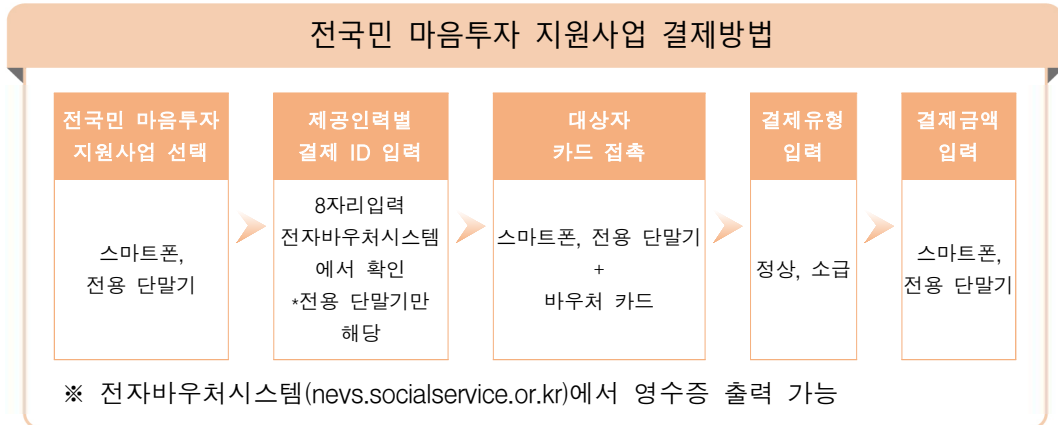 전국민 마음투자 지원사업 결제방법
전국민 마음투자
지원사업 선택
스마트폰,
전용 단말기
제공인력별
결제 ID 입력
8자리입력
전자바우처시스템
에서 확인
*전용 단말기만
해당
대상자
카드 접촉
스마트폰, 전용 단말기
+
바우처 카드
결제유형
입력
정상, 소급
결제금액
입력
스마트폰,
전용 단말기
※ 전자바우처시스템(nevs.socialservice.or.kr)에서 영수증 출력 가능